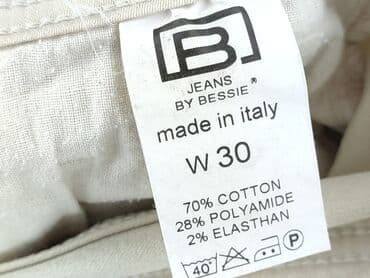 B
JEANS
BY BESSIE®
made in italy
W 30
70% COTTON
28% POLYAMIDE
2% ELASTHAN
40° P